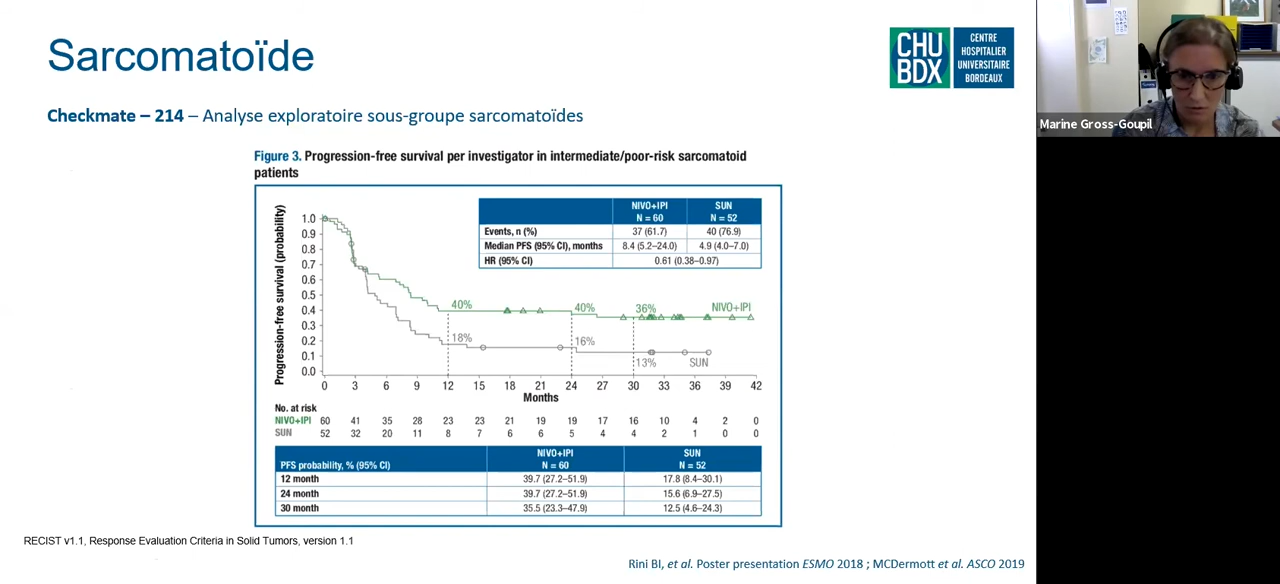 Sarcomatoïde
CHU
BDX
CENTRE
HOSPITALIER
UNIVERSITAIRE
BORDEAUX
Marine Gross-Goupil
Checkmate – 214 – Analyse exploratoire sous-groupe sarcomatoïdes
Figure 3. Progression-free survival per investigator in intermediate/poor-risk sarcomatoid
patients
NIVO+IPI SUN
N = 60 N = 52
Events, n (%) 37 (61.7) 40 (76.9)
Median PFS (95% CI), months 8.4 (5.2–24.0) 4.9 (4.0–7.0)
HR (95% CI) 0.61 (0.38–0.97)
Progression-free survival (probability)
1.0
0.9
0.8
0.7
0.6
0.5
0.4
0.3
0.2
0.1
0.0
40% 40% 36% NIVO+IPI
18% 16% 13% SUN
0 3 6 9 12 15 18 21 24 27 30 33 36 39 42
Months
No. at risk
NIVO+IPI 60 41 35 28 23 23 21 19 19 17 16 10 4 2 0
SUN 52 32 20 11 8 7 6 6 5 4 4 2 1 0 0
NIVO+IPI SUN
PFS probability, % (95% CI) N = 60 N = 52
12 month 39.7 (27.2–51.9) 17.8 (8.4–30.1)
24 month 39.7 (27.2–51.9) 15.6 (6.9–27.5)
30 month 35.5 (23.3–47.9) 12.5 (4.6–24.3)
RECIST v1.1, Response Evaluation Criteria in Solid Tumors, version 1.1
Rini BI, et al. Poster presentation ESMO 2018 ; MCDermott et al. ASCO 2019